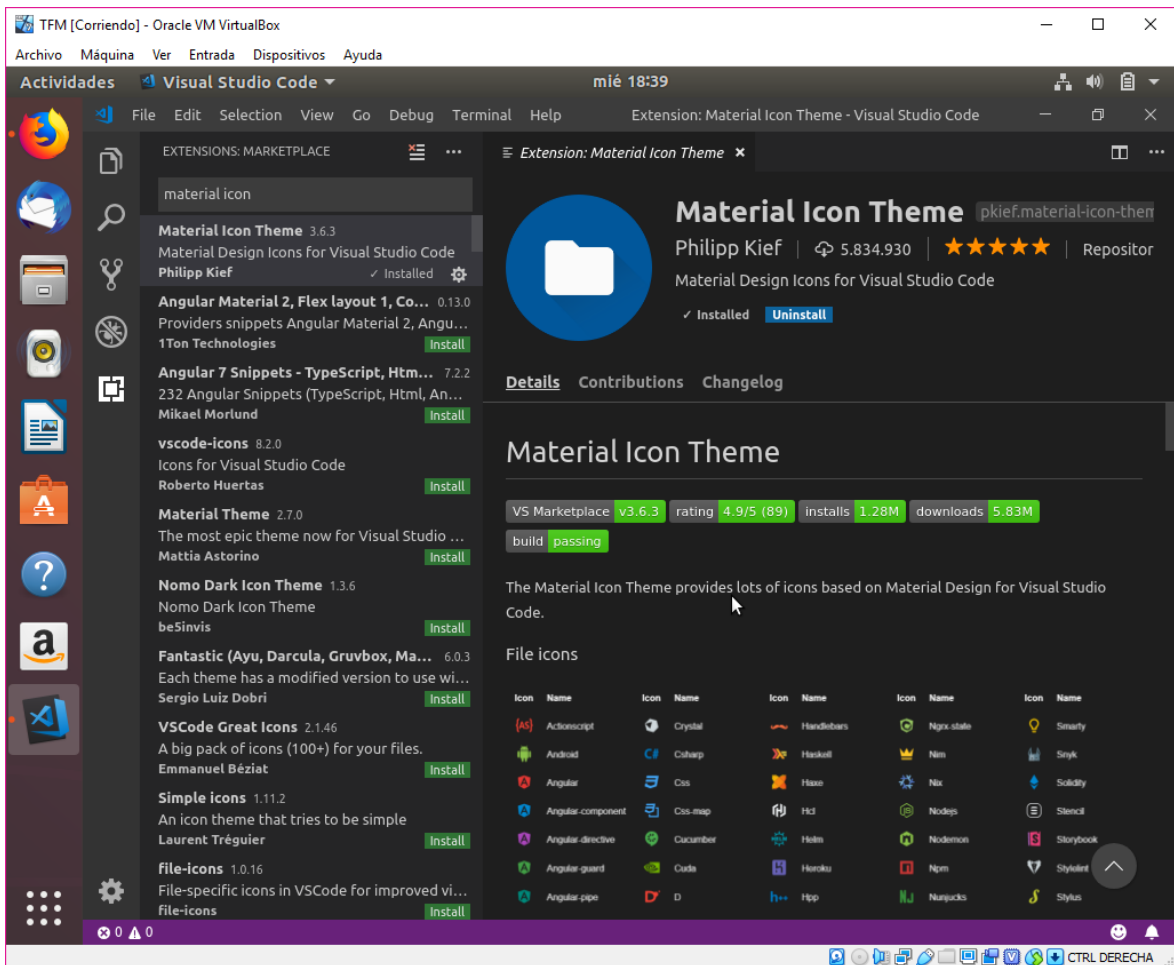 TFM [Corriendo] - Oracle VM VirtualBox
Archivo Máquina Ver Entrada Dispositivos Ayuda
Actividades Visual Studio Code mié 18:39
File Edit Selection View Go Debug Terminal Help Extension: Material Icon Theme - Visual Studio Code
EXTENSIONS: MARKETPLACE
material icon
Material Icon Theme 3.6.3
Material Design Icons for Visual Studio Code
Philipp Kief ✓ Installed
Angular Material 2, Flex layout 1, Co... 0.13.0
Providers snippets Angular Material 2, Angu...
1Ton Technologies Install
Angular 7 Snippets - TypeScript, Htm... 7.2.2
232 Angular Snippets (TypeScript, Html, An...
Mikael Morlund Install
vscode-icons 8.2.0
Icons for Visual Studio Code
Roberto Huertas Install
Material Theme 2.7.0
The most epic theme now for Visual Studio ...
Mattia Astorino Install
Nomo Dark Icon Theme 1.3.6
Nomo Dark Icon Theme
be5invis Install
Fantastic (Ayu, Darcula, Gruvbox, Ma... 6.0.3
Each theme has a modified version to use wi...
Sergio Luiz Dobri Install
VSCode Great Icons 2.1.46
A big pack of icons (100+) for your files.
Emmanuel Béziat Install
Simple icons 1.11.2
An icon theme that tries to be simple
Laurent Tréguier Install
file-icons 1.0.16
File-specific icons in VSCode for improved vi...
file-icons Install
Extension: Material Icon Theme
Material Icon Theme pkief.material-icon-them
Philipp Kief | 5.834.930 | ★★★★★ | Repositor
Material Design Icons for Visual Studio Code
✓ Installed Uninstall
Details Contributions Changelog
Material Icon Theme
VS Marketplace v3.6.3 rating 4.9/5 (89) installs 1.28M downloads 5.83M
build passing
The Material Icon Theme provides lots of icons based on Material Design for Visual Studio
Code.
File icons
Icon Name Icon Name Icon Name Icon Name Icon Name
{AS} Actionscript Crystal Handlebars Ngrx-state Smarty
Android C# Csharp Haskell Nim Snyk
Angular Css Haxe Nix Solidity
Angular-component Css-map Hcl Nodejs Stencil
Angular-directive Cucumber Helm Nodemon Storybook
Angular-guard Cuda Heroku Npm Stylelint
Angular-pipe D h++ Hpp NJ Nunjucks Stylus
0 0
CTRL DERECHA